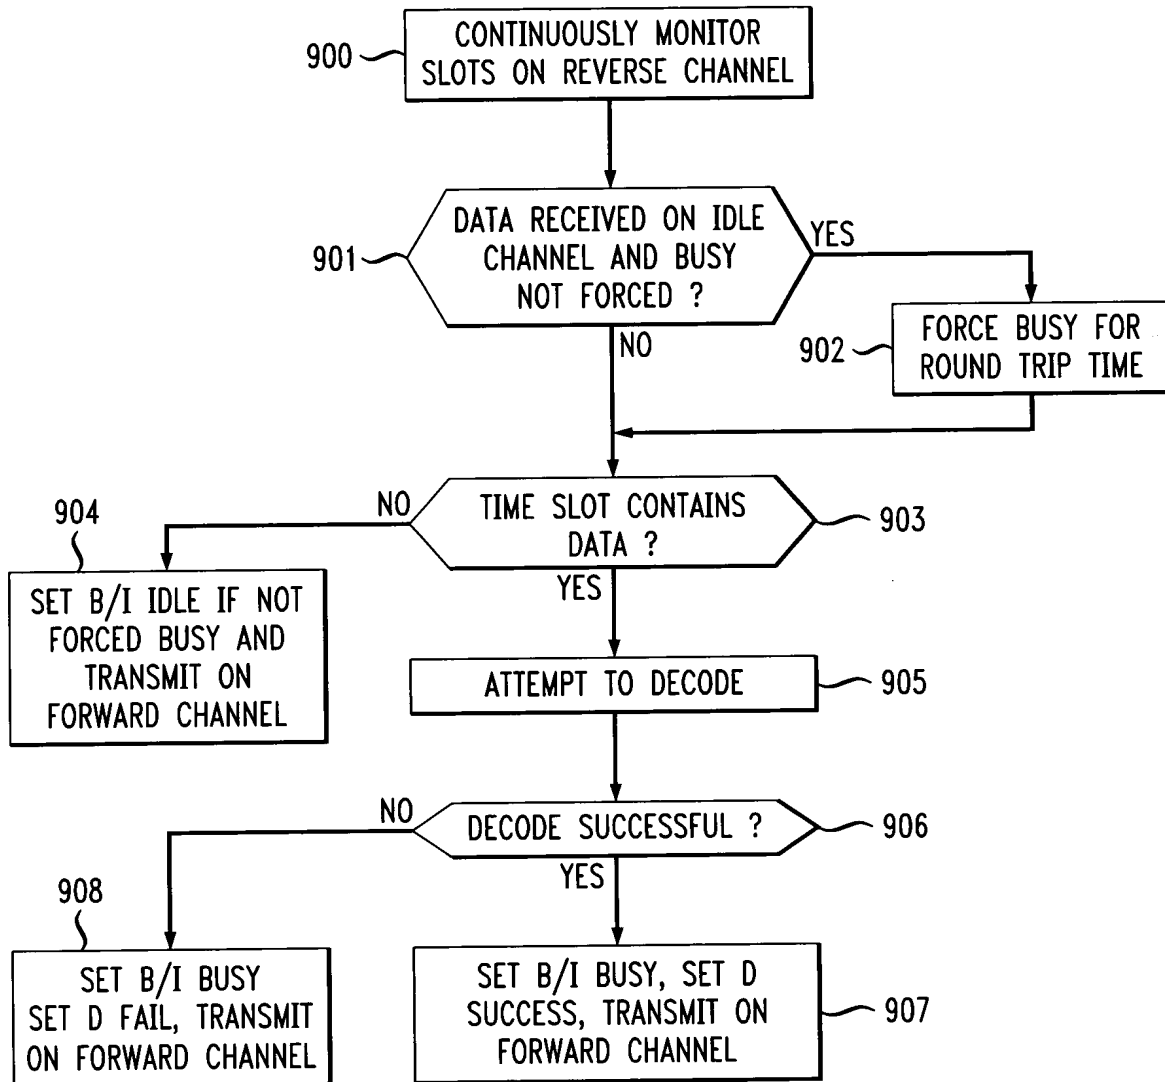 900
CONTINUOUSLY MONITOR
SLOTS ON REVERSE CHANNEL
901
DATA RECEIVED ON IDLE
CHANNEL AND BUSY
NOT FORCED ?
YES
NO
902
FORCE BUSY FOR
ROUND TRIP TIME
NO
TIME SLOT CONTAINS
DATA ?
903
YES
904
SET B/I IDLE IF NOT
FORCED BUSY AND
TRANSMIT ON
FORWARD CHANNEL
ATTEMPT TO DECODE
905
NO
DECODE SUCCESSFUL ?
906
YES
908
SET B/I BUSY
SET D FAIL, TRANSMIT
ON FORWARD CHANNEL
SET B/I BUSY, SET D
SUCCESS, TRANSMIT ON
FORWARD CHANNEL
907